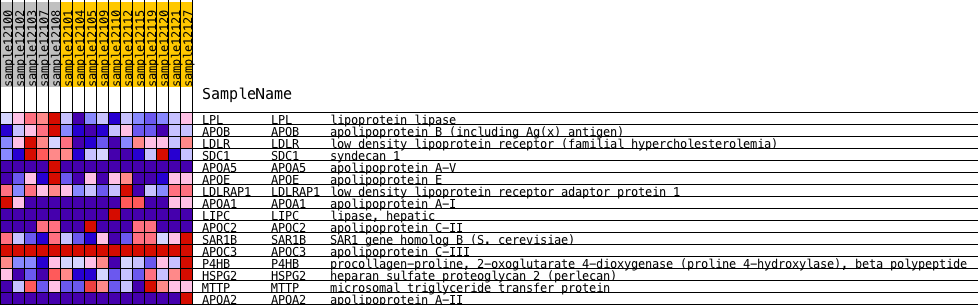 sample12100
sample12102
sample12103
sample12107
sample12108
sample12101
sample12104
sample12105
sample12109
sample12110
sample12112
sample12115
sample12119
sample12120
sample12121
sample12127
SampleName
LPL LPL lipoprotein lipase
APOB APOB apolipoprotein B (including Ag(x) antigen)
LDLR LDLR low density lipoprotein receptor (familial hypercholesterolemia)
SDC1 SDC1 syndecan 1
APOA5 APOA5 apolipoprotein A-V
APOE APOE apolipoprotein E
LDLRAP1 LDLRAP1 low density lipoprotein receptor adaptor protein 1
APOA1 APOA1 apolipoprotein A-I
LIPC LIPC lipase, hepatic
APOC2 APOC2 apolipoprotein C-II
SAR1B SAR1B SAR1 gene homolog B (S. cerevisiae)
APOC3 APOC3 apolipoprotein C-III
P4HB P4HB procollagen-proline, 2-oxoglutarate 4-dioxygenase (proline 4-hydroxylase), beta polypeptide
HSPG2 HSPG2 heparan sulfate proteoglycan 2 (perlecan)
MTTP MTTP microsomal triglyceride transfer protein
APOA2 APOA2 apolipoprotein A-II